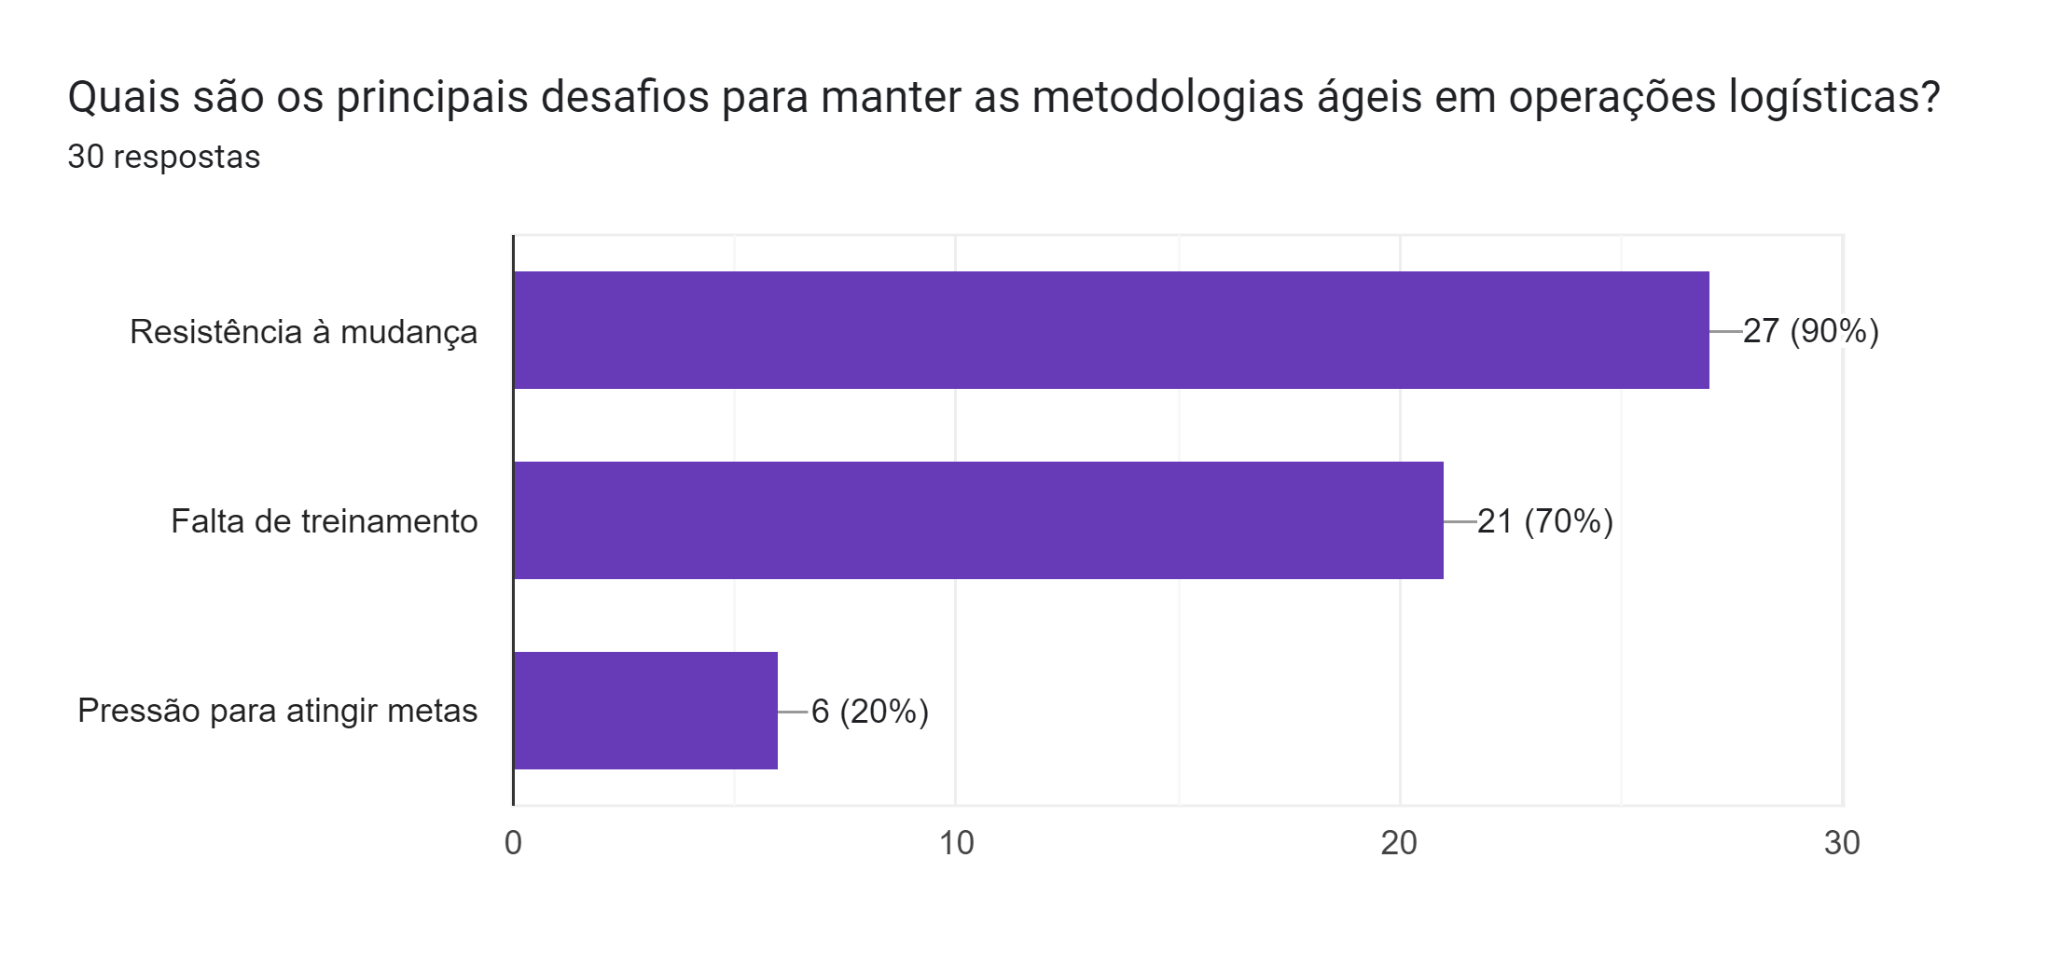 Quais são os principais desafios para manter as metodologias ágeis em operações logísticas?
30 respostas
Resistência à mudança
27 (90%)
Falta de treinamento
21 (70%)
Pressão para atingir metas
6 (20%)
0
10
20
30